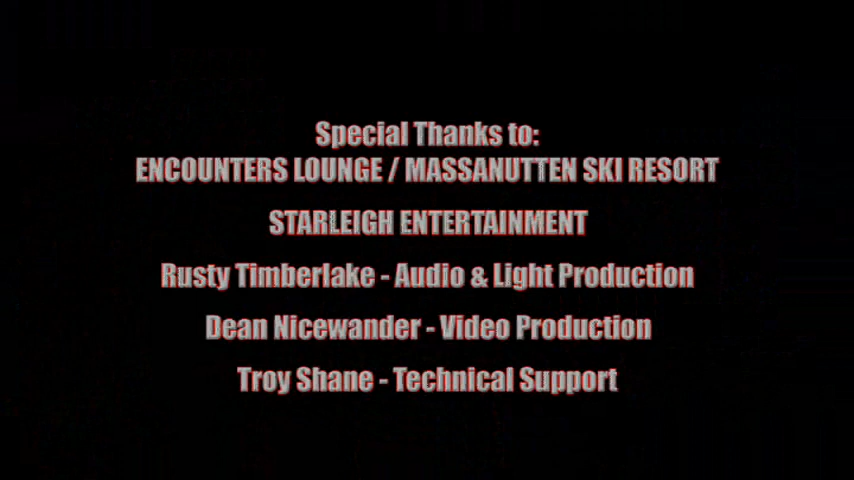 Special Thanks to:
ENCOUNTERS LOUNGE / MASSANUTTEN SKI RESORT
STARLEIGH ENTERTAINMENT
Rusty Timberlake - Audio & Light Production
Dean Nicewander - Video Production
Troy Shane - Technical Support